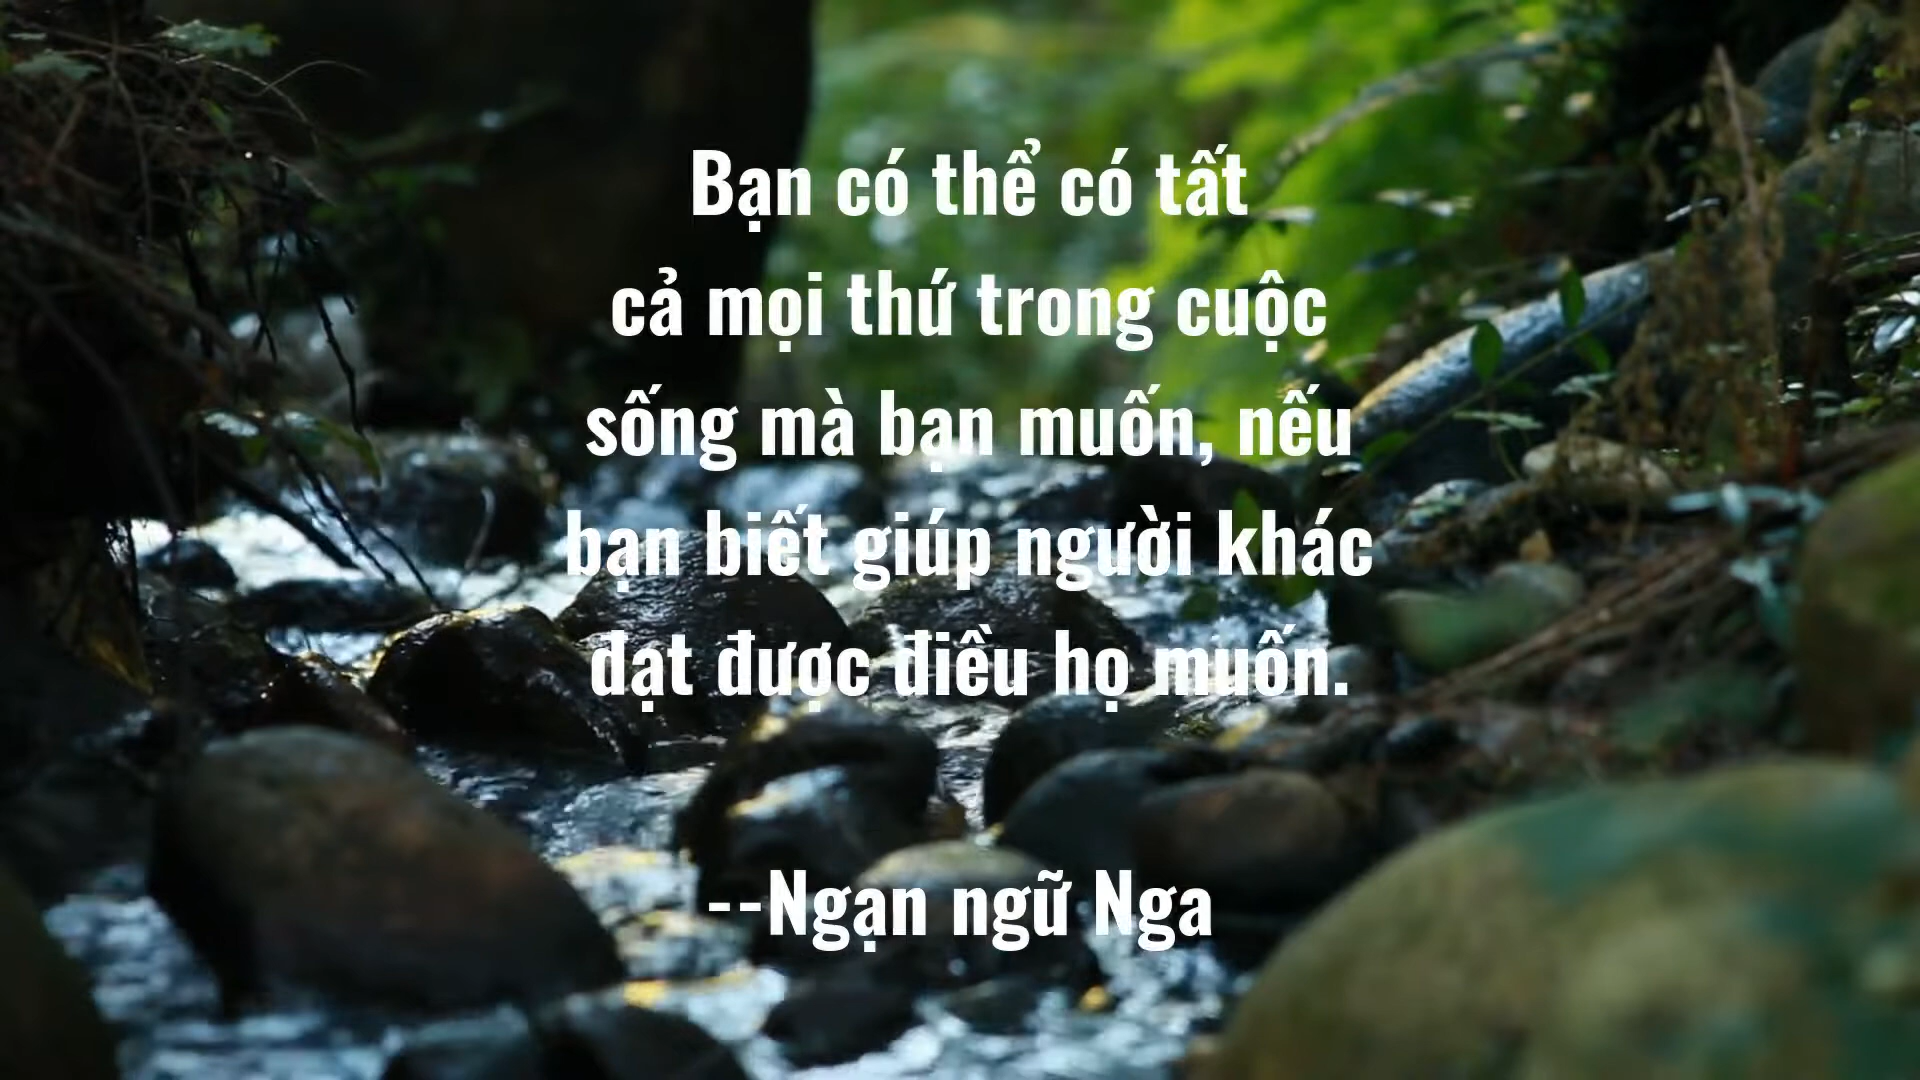 Bạn có thể có tất
cả mọi thứ trong cuộc
sống mà bạn muốn, nếu
bạn biết giúp người khác
đạt được điều họ muốn.
--Ngạn ngữ Nga